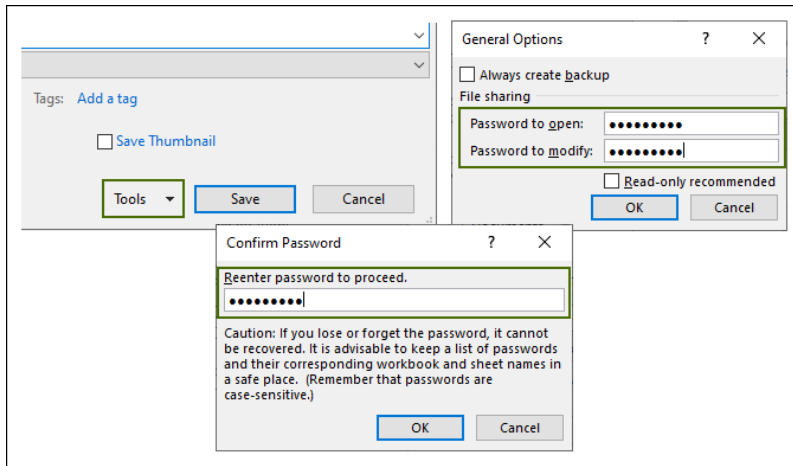 Tags: Add a tag
Save Thumbnail
Tools Save Cancel
General Options ? ×
Always create backup
File sharing
Password to open: •••••••••
Password to modify: •••••••••
Read-only recommended
OK Cancel
Confirm Password ? ×
Reenter password to proceed.
•••••••••
Caution: If you lose or forget the password, it cannot
be recovered. It is advisable to keep a list of passwords
and their corresponding workbook and sheet names in
a safe place. (Remember that passwords are
case-sensitive.)
OK Cancel